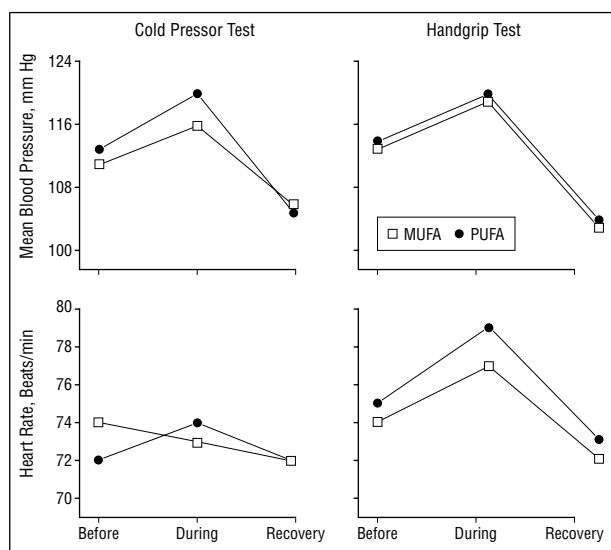 Cold Pressor Test
Handgrip Test
Mean Blood Pressure, mm Hg
124
116
108
100
MUFA PUFA
Heart Rate, Beats/min
80
78
76
74
72
70
Before During Recovery
Before During Recovery